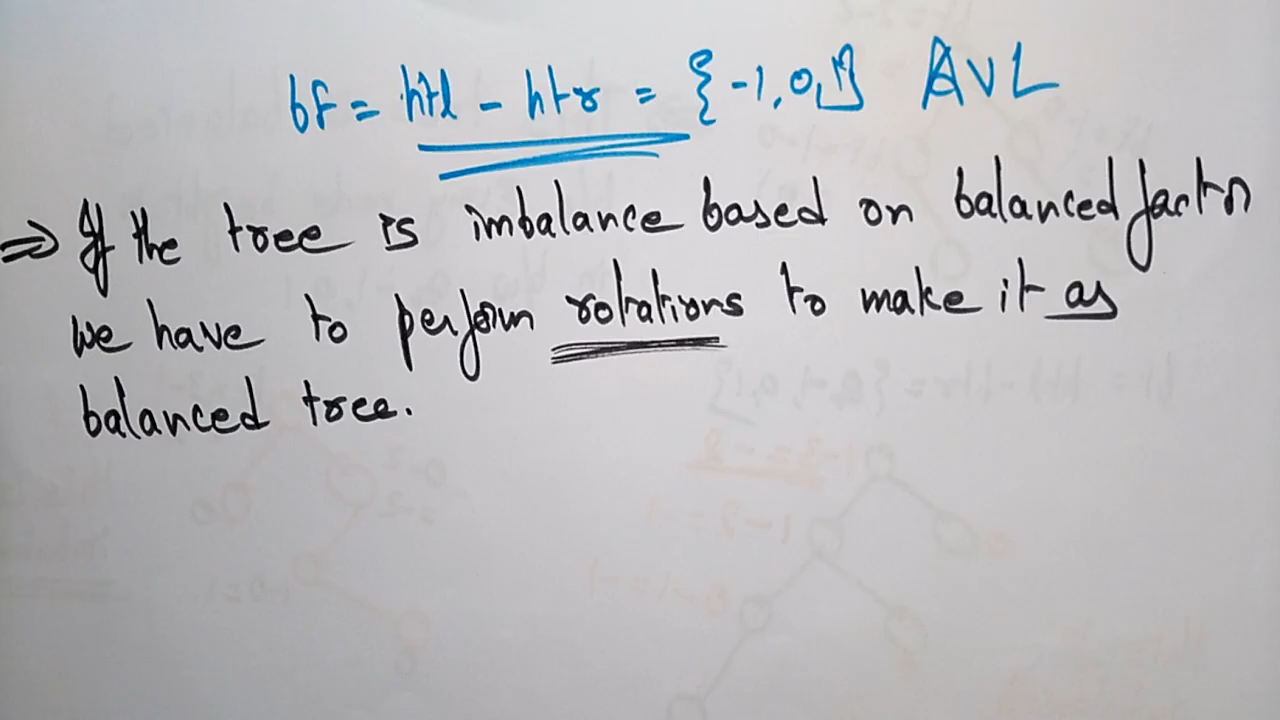 bf = htl - htr = {-1,0,1} AVL
⇒ If the tree is imbalance based on balanced factor
we have to perform rotations to make it as
balanced tree.